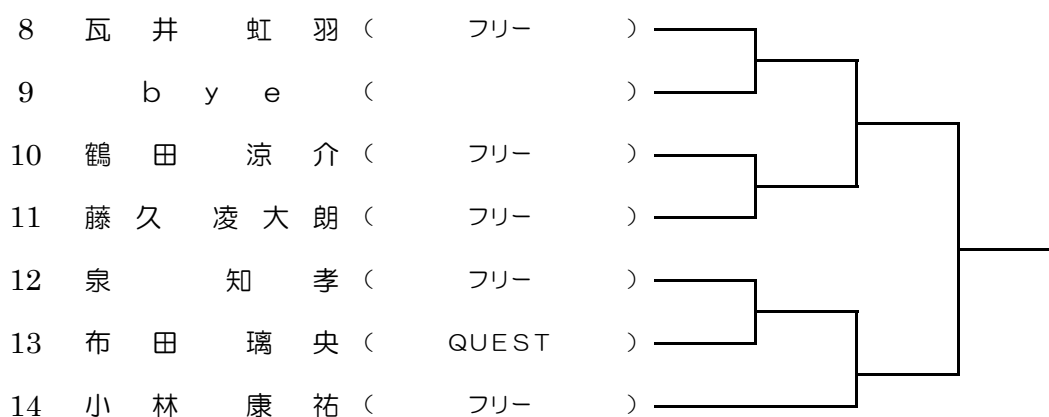 8 瓦井 虹羽 ( フリー )
9 ｂｙｅ ( )
10 鶴田 涼介 ( フリー )
11 藤久 凌大朗 ( フリー )
12 泉 知孝 ( フリー )
13 布田 璃央 ( ＱＵＥＳＴ )
14 小林 康祐 ( フリー )